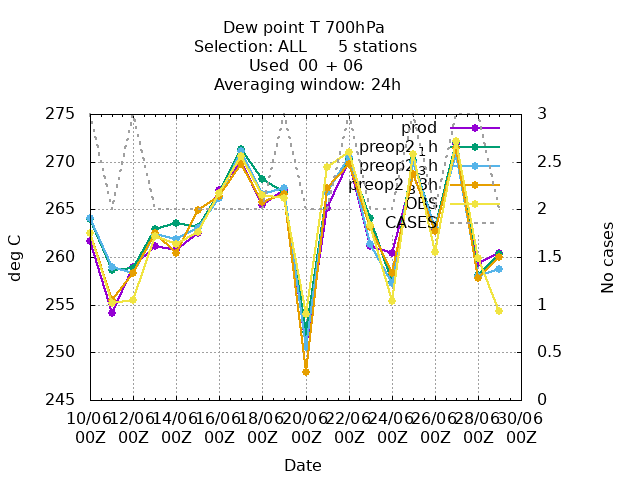 Dew point T 700hPa
Selection: ALL 5 stations
Used 00 + 06
Averaging window: 24h
275
270
265
260
255
250
245
3
2.5
2
1.5
1
0.5
0
prod
preop2_1h
preop2_3
preop2_3_3h
OBS
CASES
deg C
No cases
10/06 12/06 14/06 16/06 18/06 20/06 22/06 24/06 26/06 28/06 30/06
00Z 00Z 00Z 00Z 00Z 00Z 00Z 00Z 00Z 00Z 00Z
Date